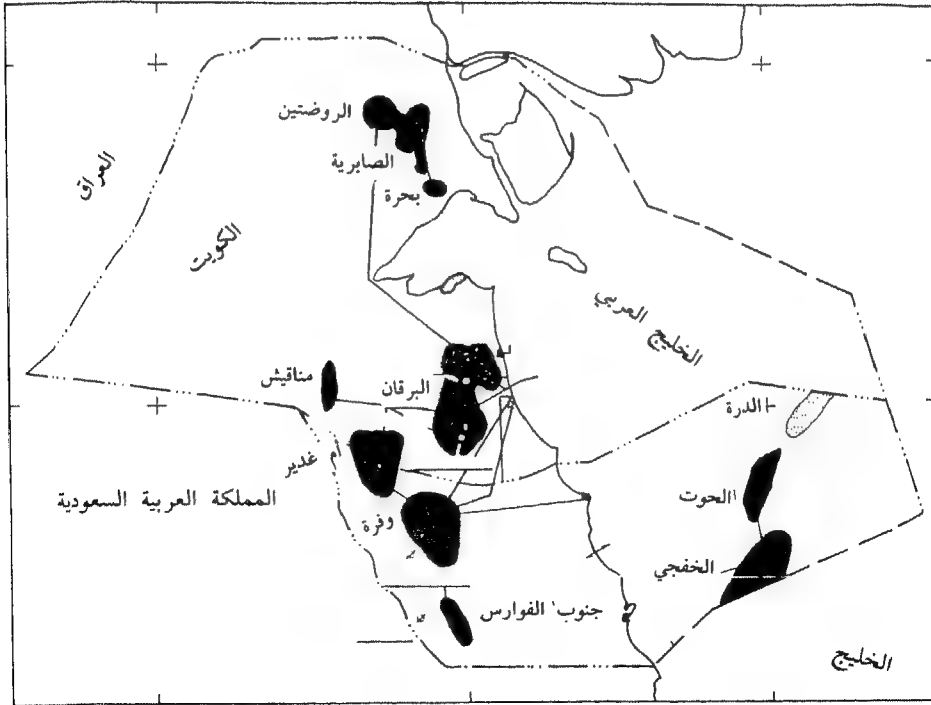 الروضتين
الصابرية
بحرة
العراق
الكويت
الخليج العربي
مناقيش
البرقان
الدرة
أم غدير
المملكة العربية السعودية
الحوت
وفرة
الخفجي
جنوب الفوارس
الخليج